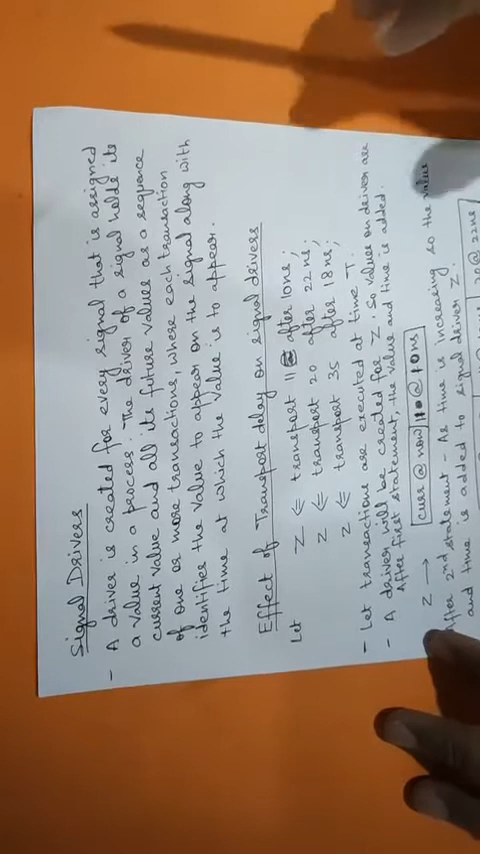 Signal Drivers
- A driver is created for every signal that is assigned
a value in a process. The driver of a signal holds its
current value and all its future values as a sequence
of one or more transactions, where each transaction
identifies the value to appear on the signal along with
the time at which the value is to appear.
Effect of Transport delay on signal drivers
Let Z <= transport 11 after 10ns;
Z <= transport 20 after 22ns;
Z <= transport 35 after 18ns;
- Let transactions are executed at time T.
- A driver will be created for Z. So values on driver are
After first statement, the value and time is added.
Z → curr@now 11@10ns
After 2nd statement - As time is increasing so the value
and time is added to signal driver Z.
20@22ns